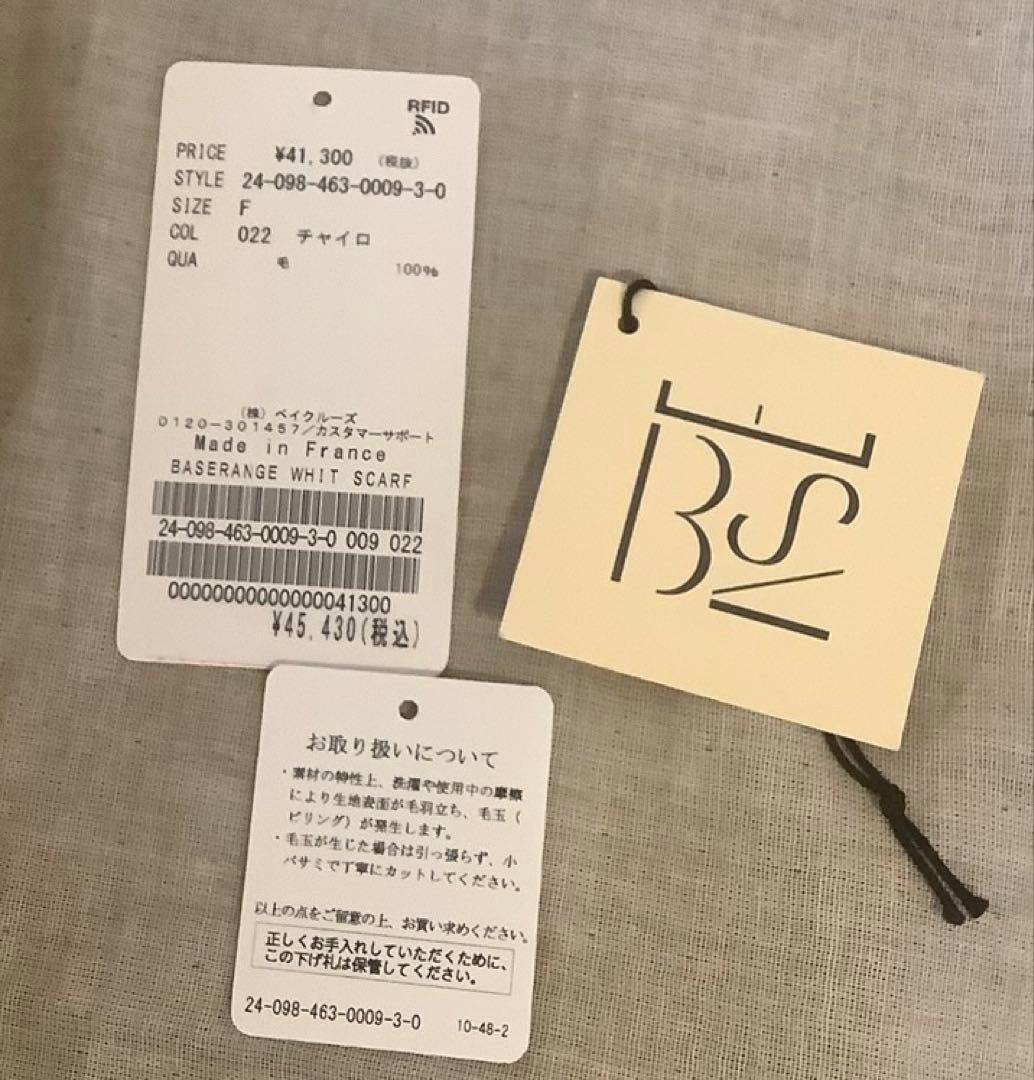 RFID
PRICE ¥41,300 (税抜)
STYLE 24-098-463-0009-3-0
SIZE F
COL 022 チャイロ
QUA 毛 100%
(株) ベイクルーズ
0120-301457/カスタマーサポート
Made in France
BASERANGE WHIT SCARF
24-098-463-0009-3-0 009 022
00000000000000041300
¥45,430(税込)
お取り扱いについて
・素材の特性上、洗濯や使用中の摩擦
により生地表面が毛羽立ち、毛玉(
ピリング)が発生します。
・毛玉が生じた場合は引っ張らず、小
バサミで丁寧にカットしてください。
以上の点をご留意の上、お買い求めください。
正しくお手入れしていただくために、
この下げ札は保管してください。
24-098-463-0009-3-0 10-48-2